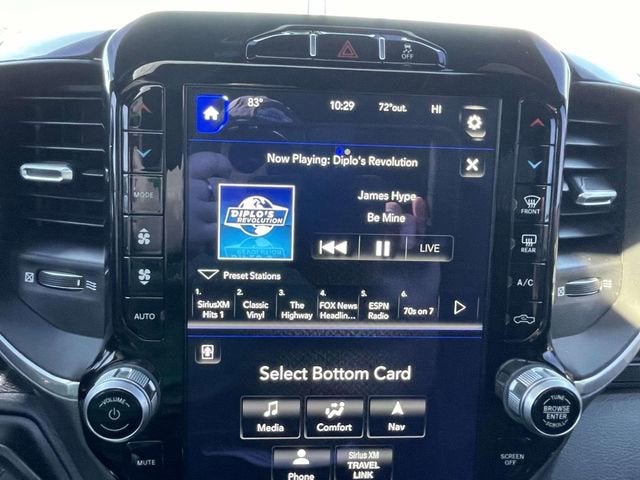 OFF
83°
10:29
72°out.
HI
Now Playing: Diplo's Revolution
DIPLO'S
REVOLUTION
James Hype
Be Mine
LIVE
Preset Stations
1. SiriusXM Hits 1
2. Classic Vinyl
3. The Highway
4. FOX News Headlin...
5. ESPN Radio
6. 70s on 7
Select Bottom Card
Media
Comfort
Nav
Phone
Sirius XM
TRAVEL
LINK
MODE
AUTO
VOLUME
MUTE
FRONT
REAR
A/C
TUNE
BROWSE
ENTER
SCROLL
SCREEN
OFF